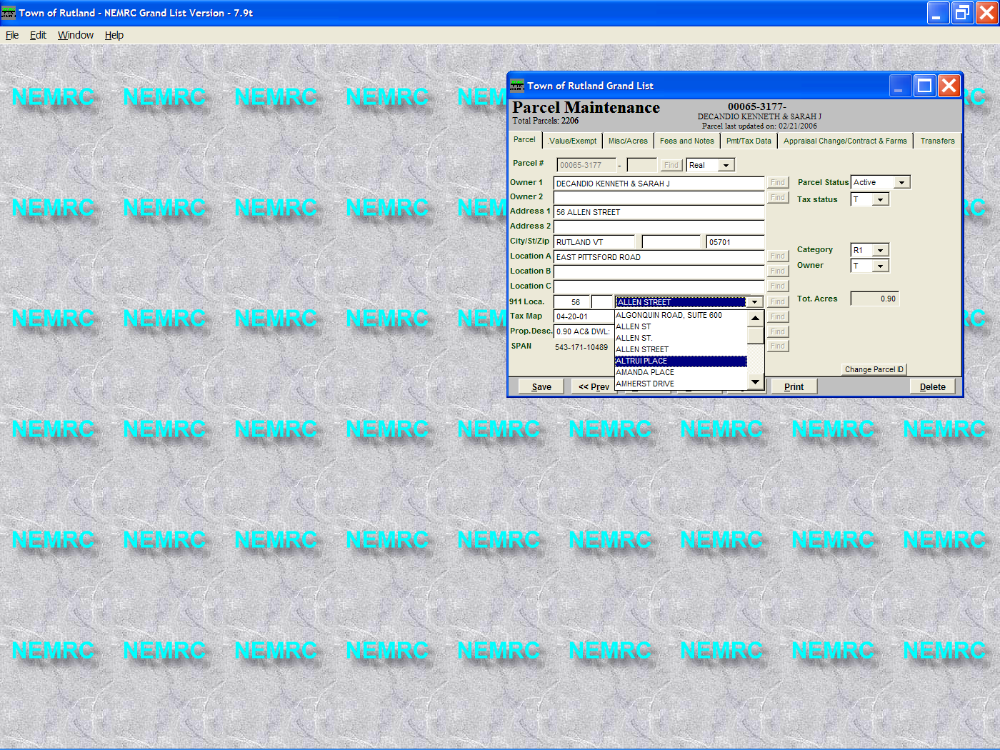 Town of Rutland - NEMRC Grand List Version - 7.9t
File Edit Window Help
Town of Rutland Grand List
Parcel Maintenance
Total Parcels: 2206
00065-3177-
DECANDIO KENNETH & SARAH J
Parcel last updated on: 02/21/2006
Parcel .Value/Exempt Misc/Acres Fees and Notes Pmt/Tax Data Appraisal Change/Contract & Farms Transfers
Parcel # 00065-3177 - Find Real
Owner 1 DECANDIO KENNETH & SARAH J Find Parcel Status Active
Owner 2 Find Tax status T
Address 1 56 ALLEN STREET
Address 2
City/St/Zip RUTLAND VT 05701
Location A EAST PITTSFORD ROAD Find Category R1
Location B Find Owner T
Location C Find
911 Loca. 56 ALLEN STREET Find Tot. Acres 0.90
Tax Map 04-20-01 Find
Prop.Desc. 0.90 AC& DWL: Find
SPAN 543-171-10489 Find
ALGONQUIN ROAD, SUITE 600
ALLEN ST
ALLEN ST.
ALLEN STREET
ALTRUI PLACE
AMANDA PLACE
AMHERST DRIVE
Change Parcel ID
Save << Prev Print Delete
NEMRC NEMRC NEMRC NEMRC NEMRC
NEMRC NEMRC NEMRC NEMRC NEMRC
NEMRC NEMRC NEMRC NEMRC NEMRC
NEMRC NEMRC NEMRC NEMRC NEMRC NEMRC NEMRC NEMRC NEMRC
NEMRC NEMRC NEMRC NEMRC NEMRC NEMRC NEMRC NEMRC NEMRC
NEMRC NEMRC NEMRC NEMRC NEMRC NEMRC NEMRC NEMRC NEMRC